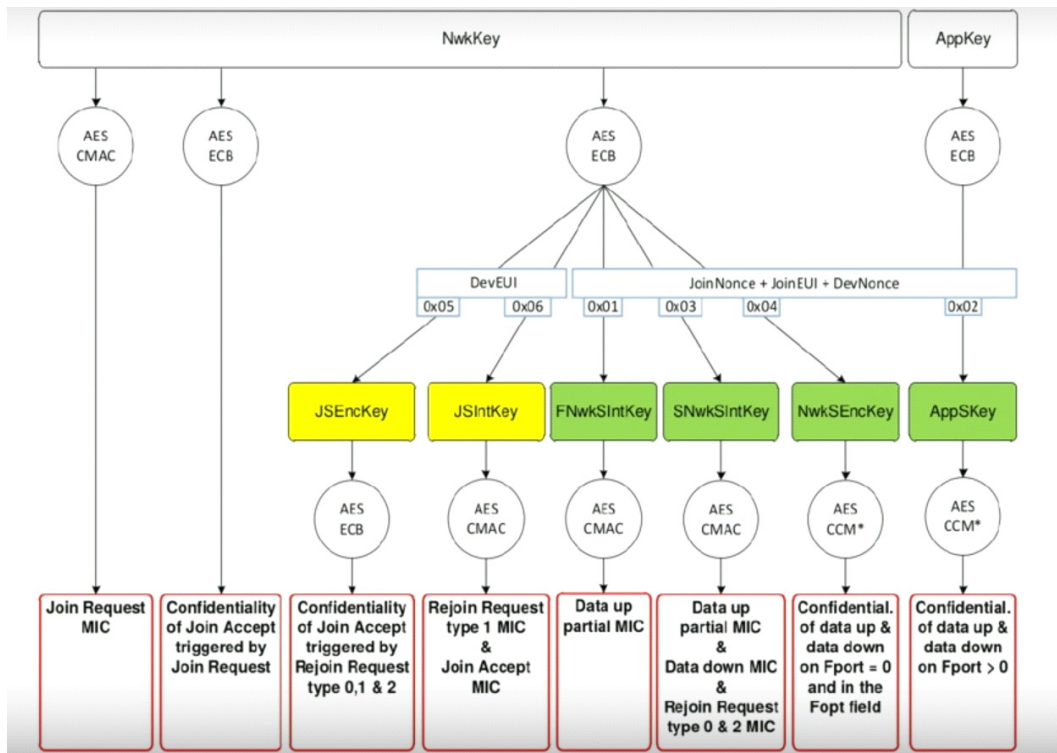 NwkKey
AppKey
AES
CMAC
AES
ECB
AES
ECB
AES
ECB
DevEUI
JoinNonce + JoinEUI + DevNonce
0x05
0x06
0x01
0x03
0x04
0x02
JSEncKey
JSIntKey
FNwkSIntKey
SNwkSIntKey
NwkSEncKey
AppSKey
AES
ECB
AES
CMAC
AES
CMAC
AES
CMAC
AES
CCM*
AES
CCM*
Join Request
MIC
Confidentiality
of Join Accept
triggered by
Join Request
Confidentiality
of Join Accept
triggered by
Rejoin Request
type 0,1 & 2
Rejoin Request
type 1 MIC
&
Join Accept
MIC
Data up
partial MIC
Data up
partial MIC
&
Data down MIC
&
Rejoin Request
type 0 & 2 MIC
Confidential.
of data up &
data down
on Fport = 0
and in the
Fopt field
Confidential.
of data up &
data down
on Fport > 0